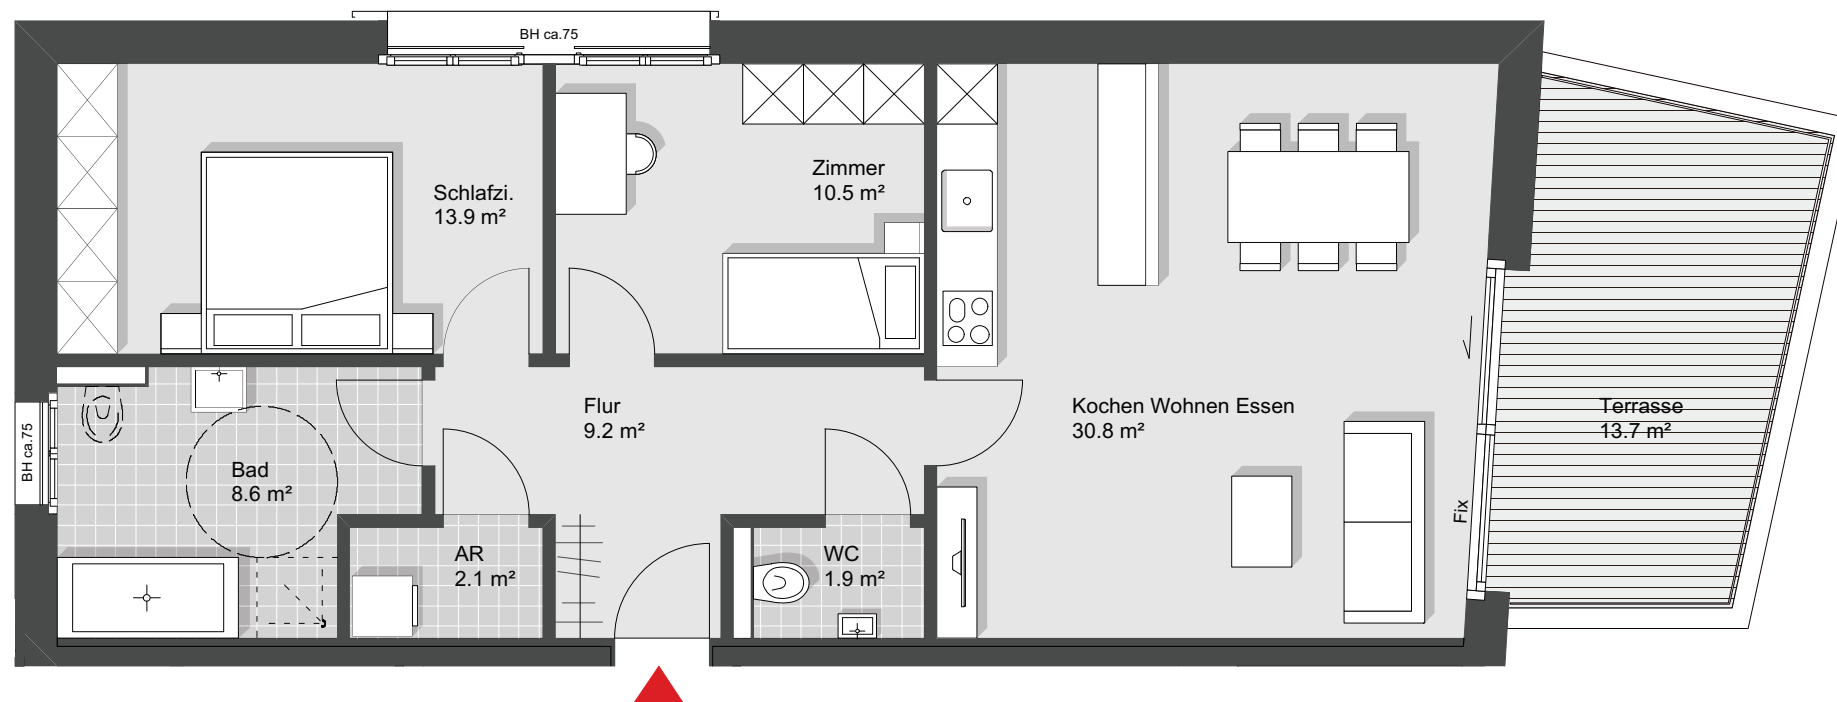 BH ca.75
Schlafzi.
13.9 m²
Zimmer
10.5 m²
Flur
9.2 m²
Kochen Wohnen Essen
30.8 m²
Terrasse
13.7 m²
BH ca.75
Bad
8.6 m²
AR
2.1 m²
WC
1.9 m²
Fix